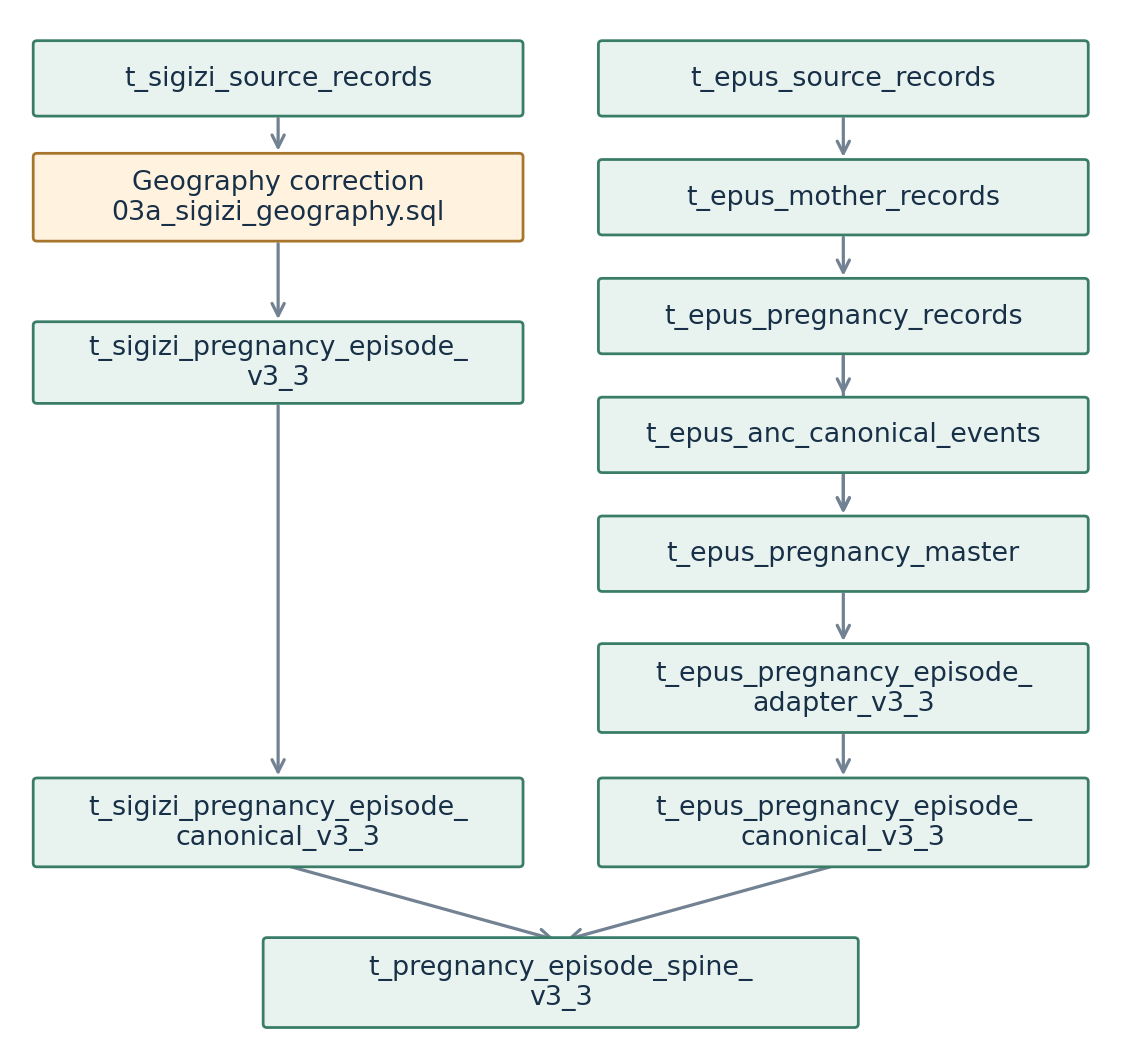 t_sigizi_source_records
Geography correction
03a_sigizi_geography.sql
t_sigizi_pregnancy_episode_
v3_3
t_sigizi_pregnancy_episode_
canonical_v3_3
t_epus_source_records
t_epus_mother_records
t_epus_pregnancy_records
t_epus_anc_canonical_events
t_epus_pregnancy_master
t_epus_pregnancy_episode_
adapter_v3_3
t_epus_pregnancy_episode_
canonical_v3_3
t_pregnancy_episode_spine_
v3_3